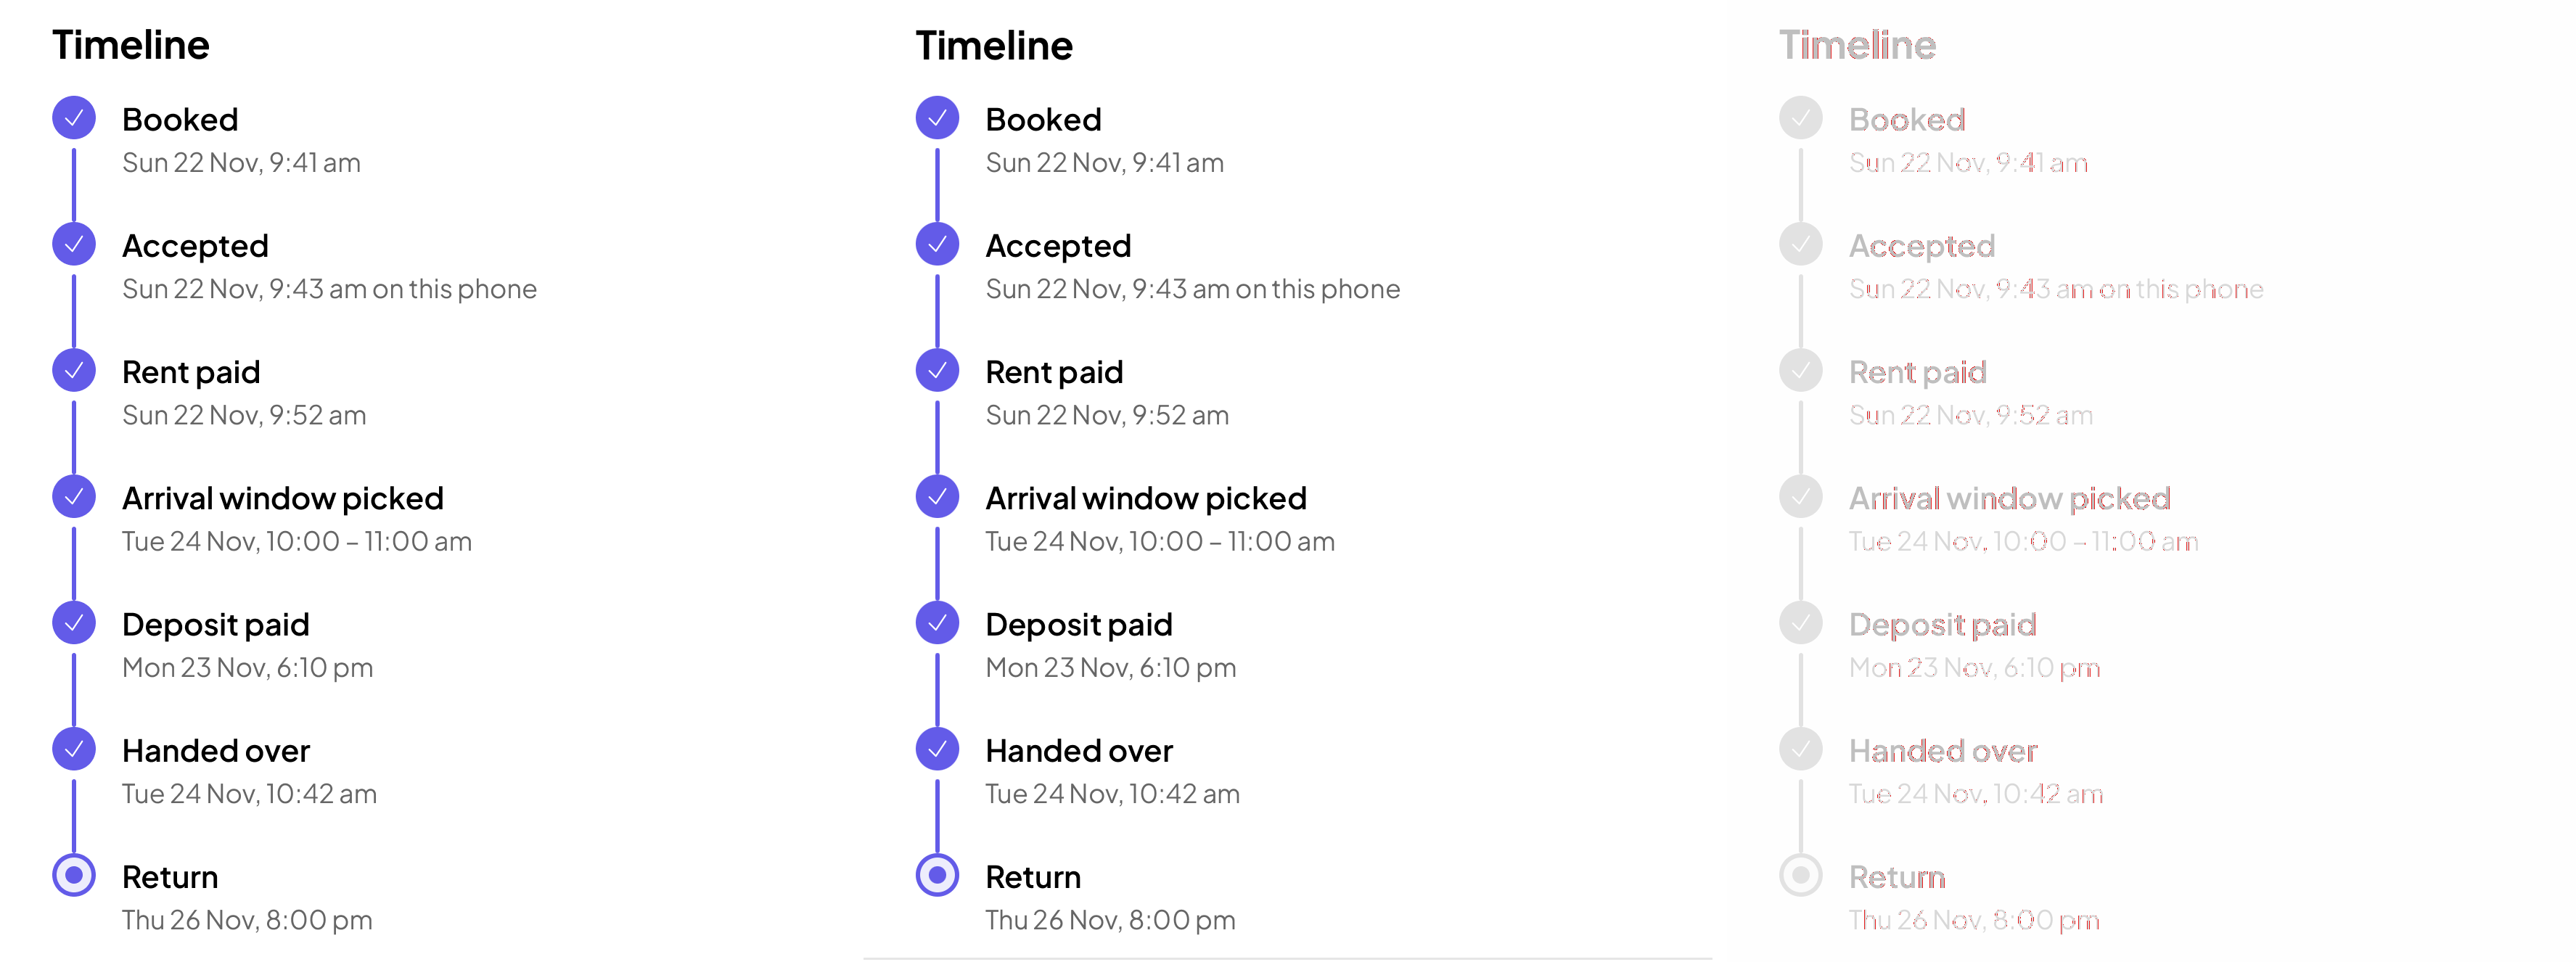 Timeline
Booked
Sun 22 Nov, 9:41 am
Accepted
Sun 22 Nov, 9:43 am on this phone
Rent paid
Sun 22 Nov, 9:52 am
Arrival window picked
Tue 24 Nov, 10:00 – 11:00 am
Deposit paid
Mon 23 Nov, 6:10 pm
Handed over
Tue 24 Nov, 10:42 am
Return
Thu 26 Nov, 8:00 pm
Timeline
Booked
Sun 22 Nov, 9:41 am
Accepted
Sun 22 Nov, 9:43 am on this phone
Rent paid
Sun 22 Nov, 9:52 am
Arrival window picked
Tue 24 Nov, 10:00 – 11:00 am
Deposit paid
Mon 23 Nov, 6:10 pm
Handed over
Tue 24 Nov, 10:42 am
Return
Thu 26 Nov, 8:00 pm
Timeline
Booked
Sun 22 Nov, 9:41 am
Accepted
Sun 22 Nov, 9:43 am on this phone
Rent paid
Sun 22 Nov, 9:52 am
Arrival window picked
Tue 24 Nov, 10:00 – 11:00 am
Deposit paid
Mon 23 Nov, 6:10 pm
Handed over
Tue 24 Nov, 10:42 am
Return
Thu 26 Nov, 8:00 pm